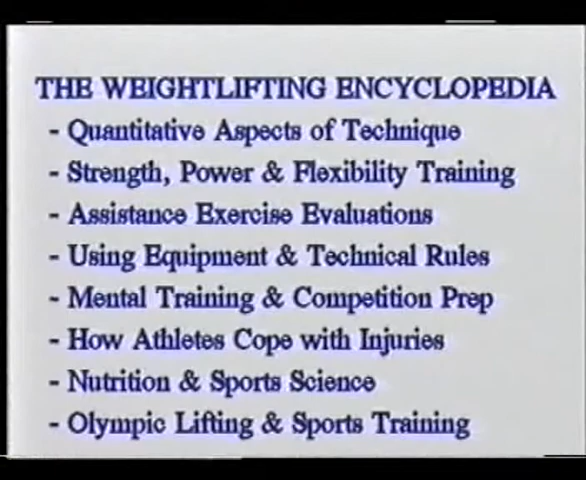 THE WEIGHTLIFTING ENCYCLOPEDIA
- Quantitative Aspects of Technique
- Strength, Power & Flexibility Training
- Assistance Exercise Evaluations
- Using Equipment & Technical Rules
- Mental Training & Competition Prep
- How Athletes Cope with Injuries
- Nutrition & Sports Science
- Olympic Lifting & Sports Training